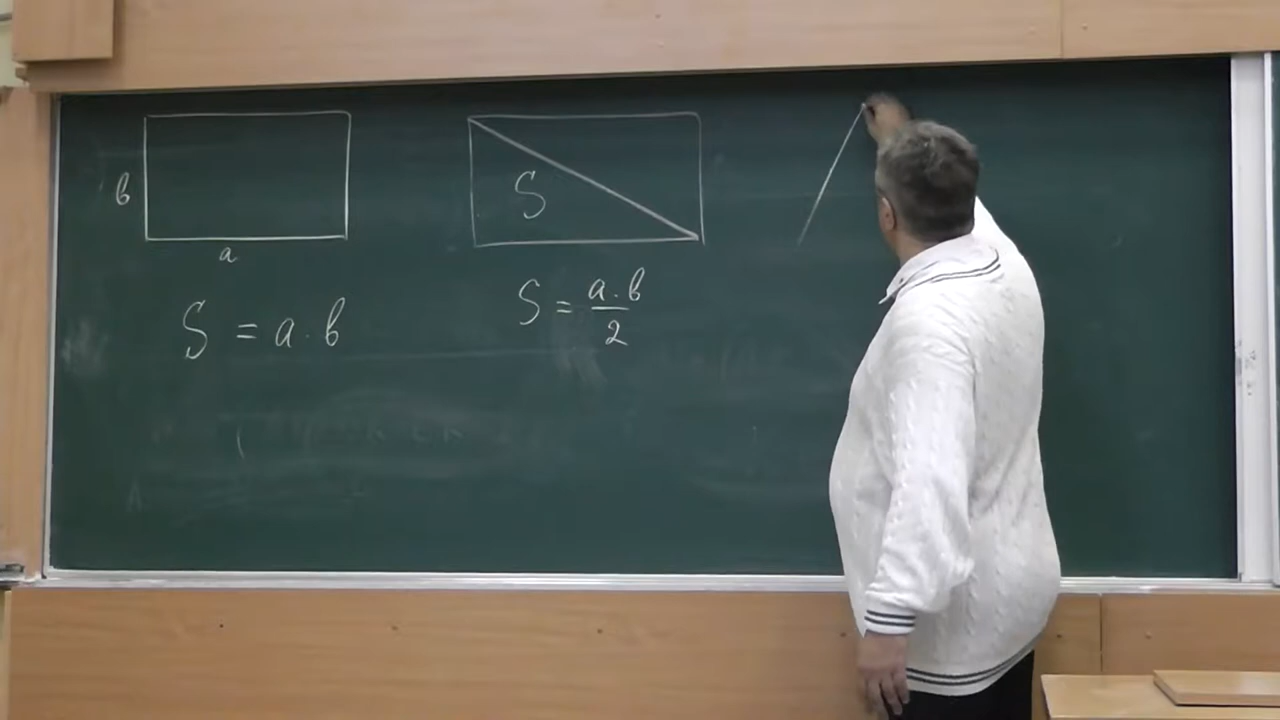 b
a
S = a · b
S
S = a · b / 2